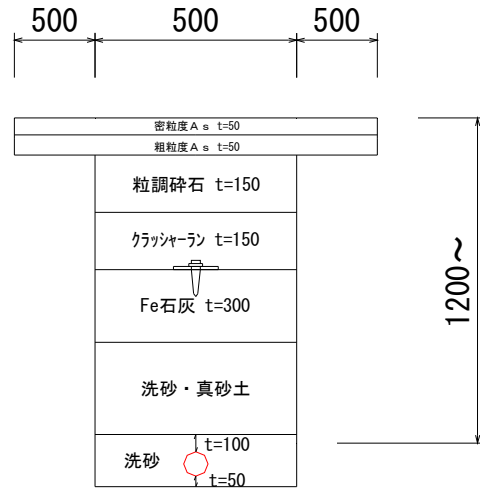 500 500 500
密粒度As t=50
粗粒度As t=50
粒調砕石 t=150
クラッシャーラン t=150
Fe石灰 t=300
1200～
洗砂・真砂土
t=100
洗砂
t=50